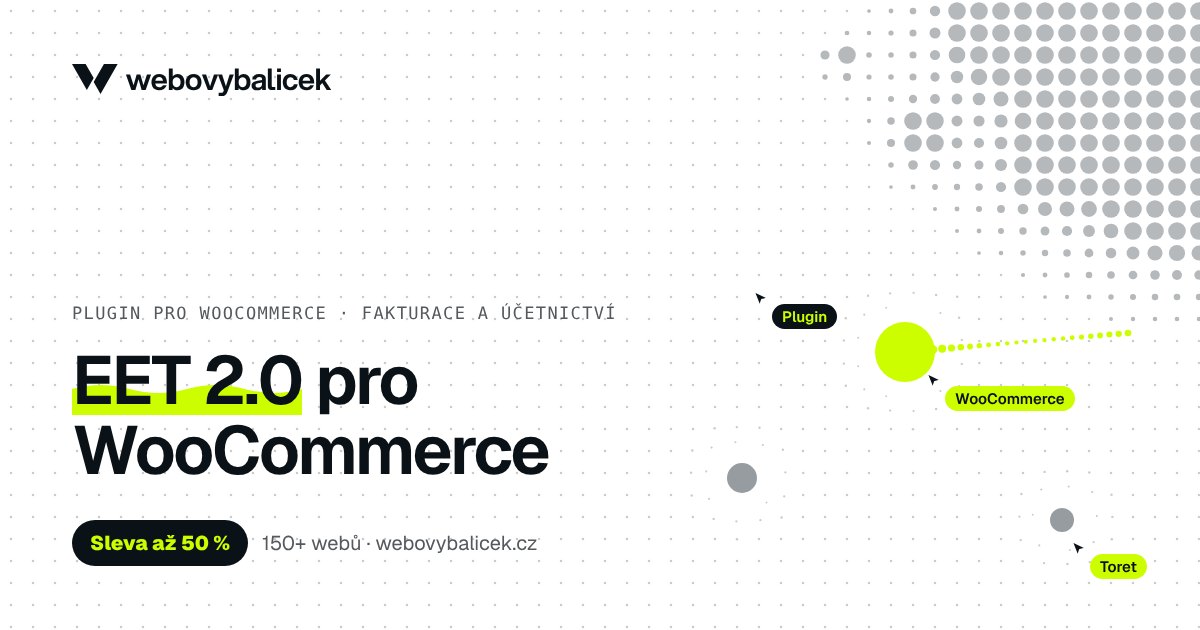 webovybalicek
PLUGIN PRO WOOCOMMERCE · FAKTURACE A ÚČETNICTVÍ
EET 2.0 pro
WooCommerce
Sleva až 50 %
150+ webů · webovybalicek.cz
Plugin
WooCommerce
Toret